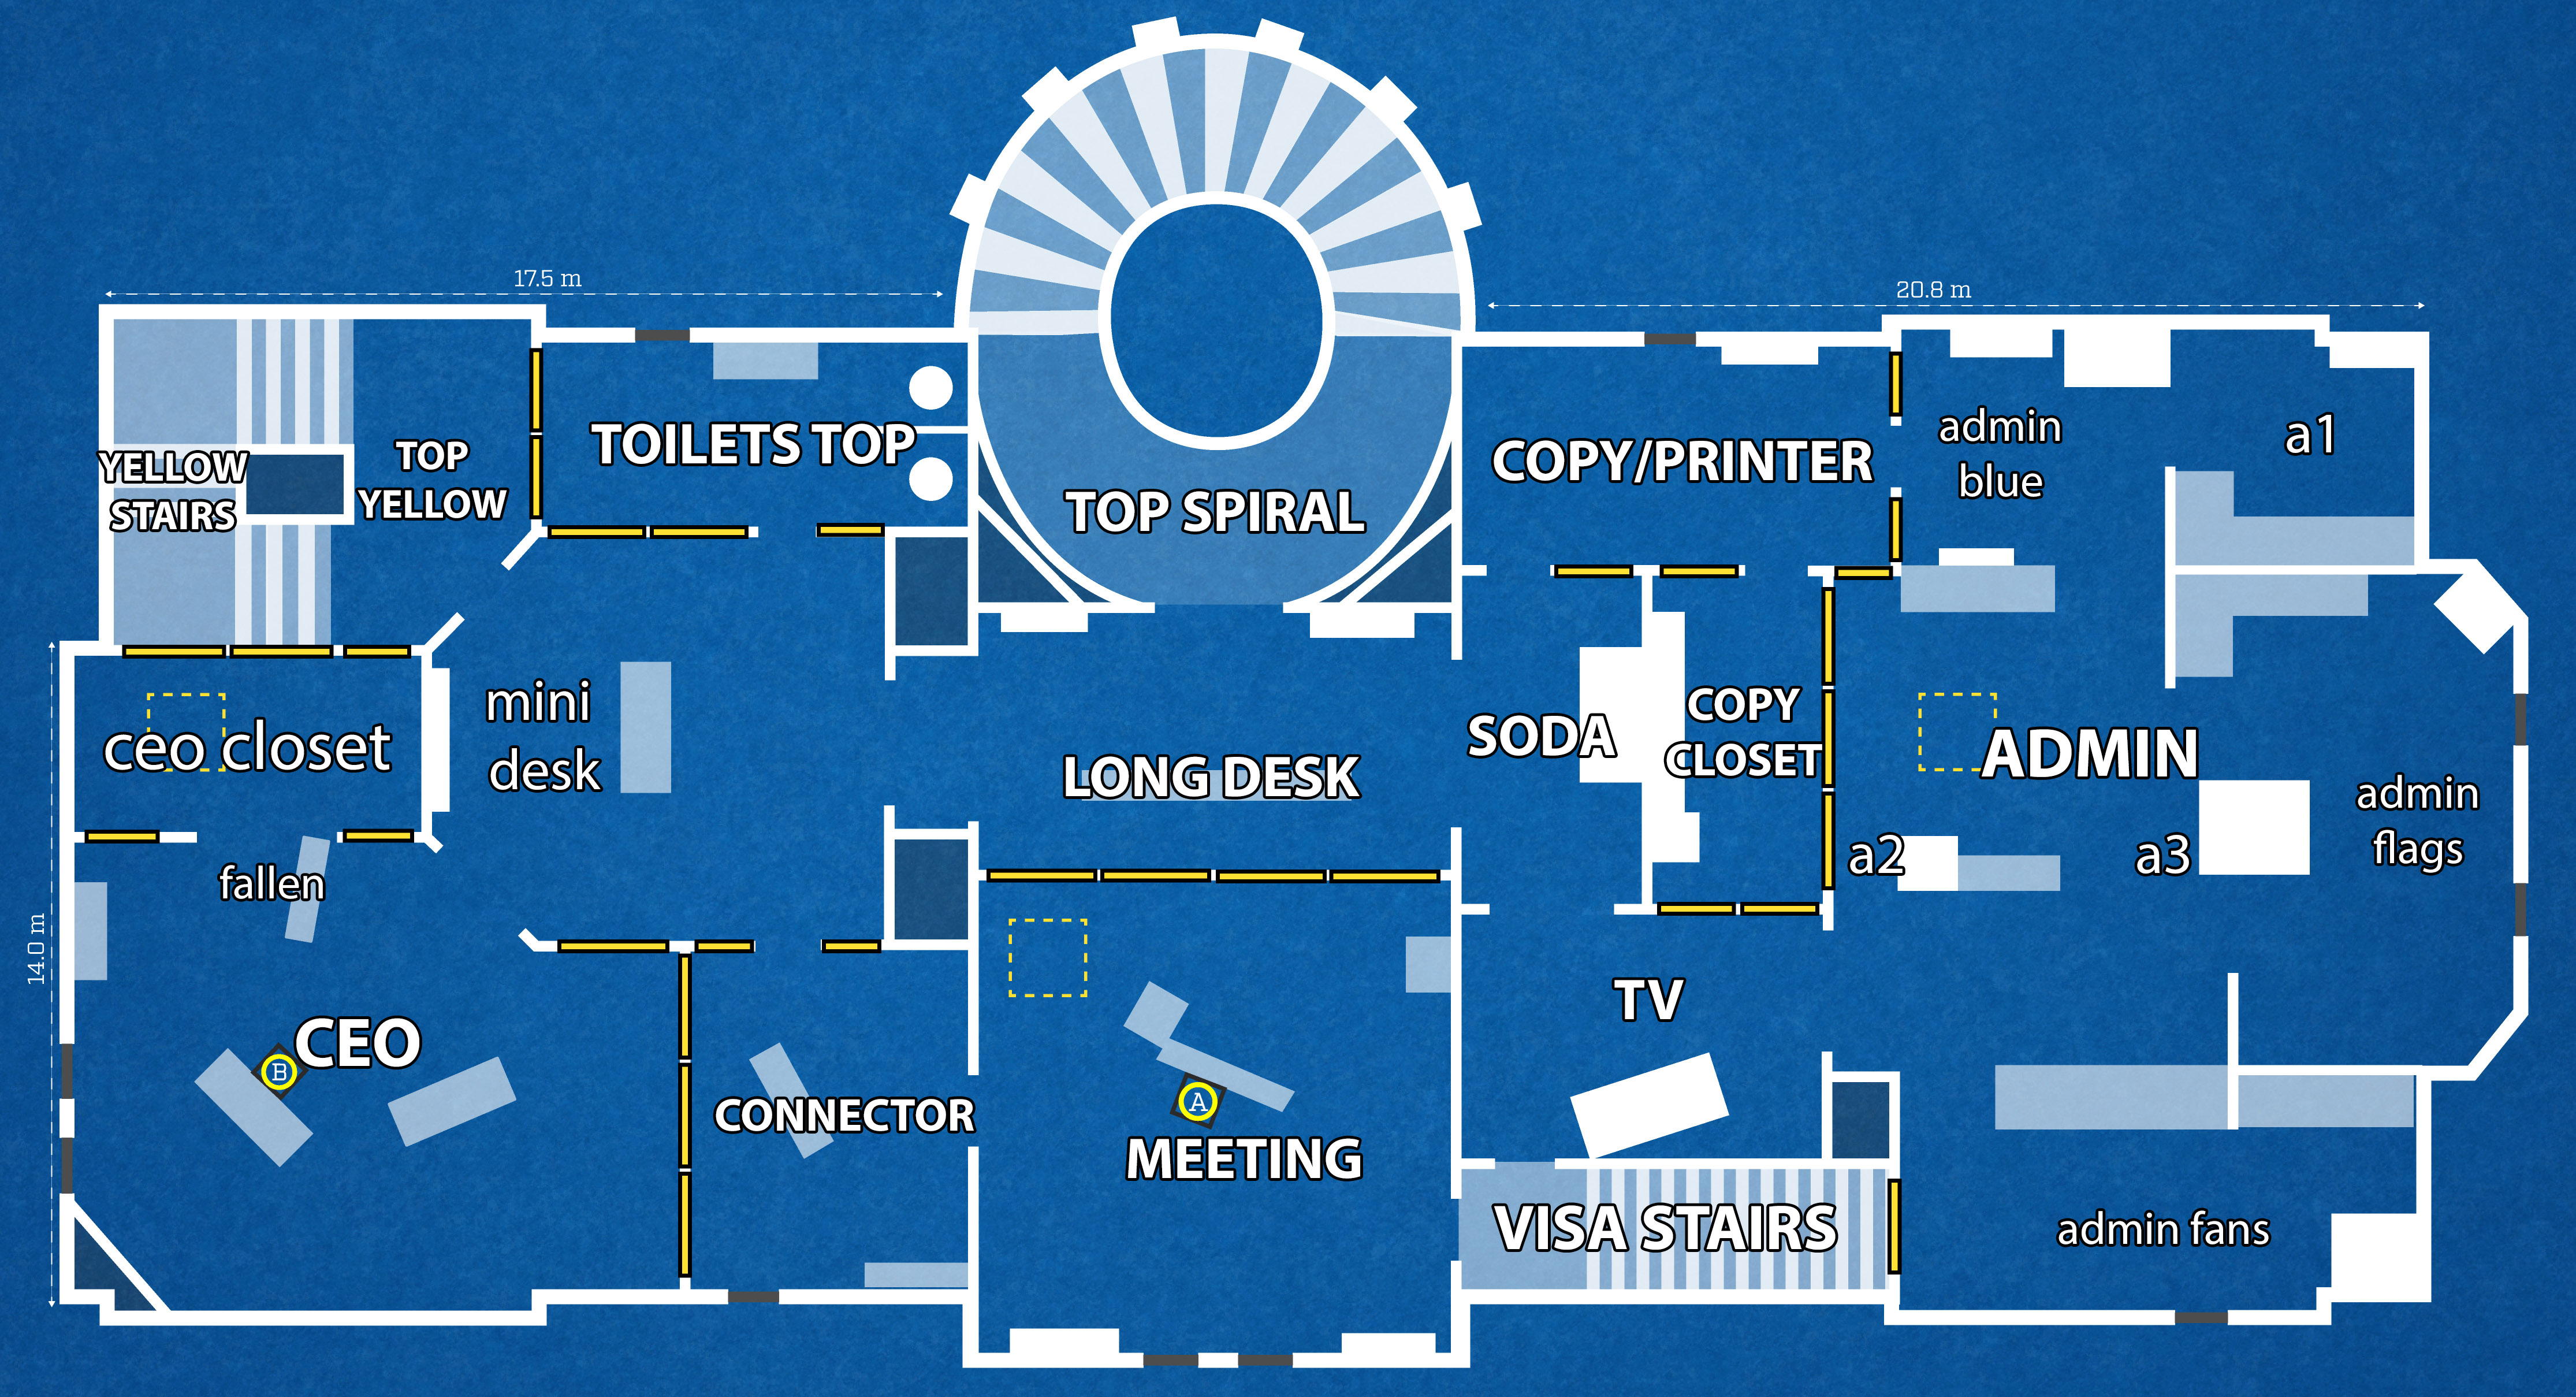 17.5 m
20.8 m
YELLOW
STAIRS
TOP
YELLOW
TOILETS TOP
TOP SPIRAL
COPY/PRINTER
admin
blue
a1
ceo closet
mini
desk
LONG DESK
SODA
COPY
CLOSET
ADMIN
admin
flags
a2
a3
fallen
14.0 m
CEO
B
CONNECTOR
A
MEETING
TV
VISA STAIRS
admin fans